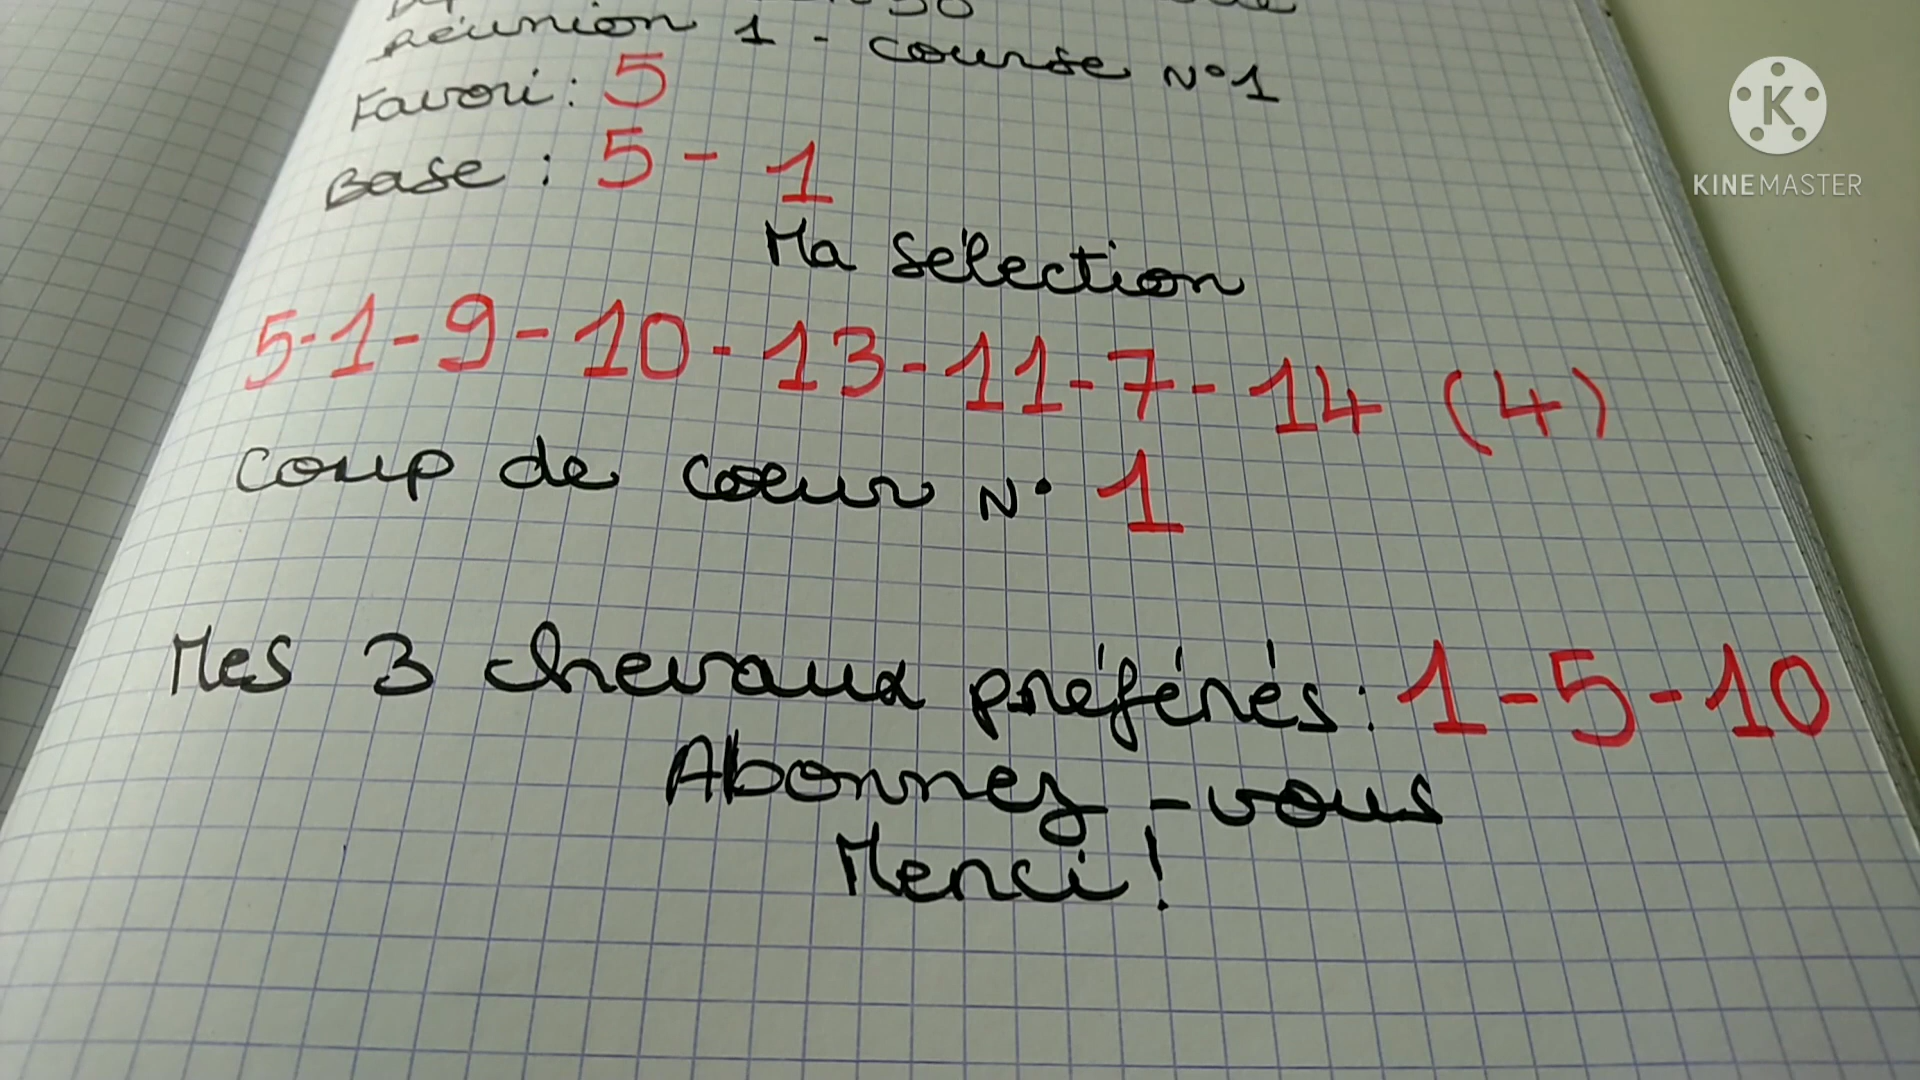 Réunion 1 - course N°1
Favori : 5
Base : 5 - 1
Ma sélection
5-1-9-10-13-11-7-14 (4)
coup de coeur N° 1
Mes 3 chevaux préférés: 1-5-10
Abonnez-vous
Merci!
K
KINEMASTER